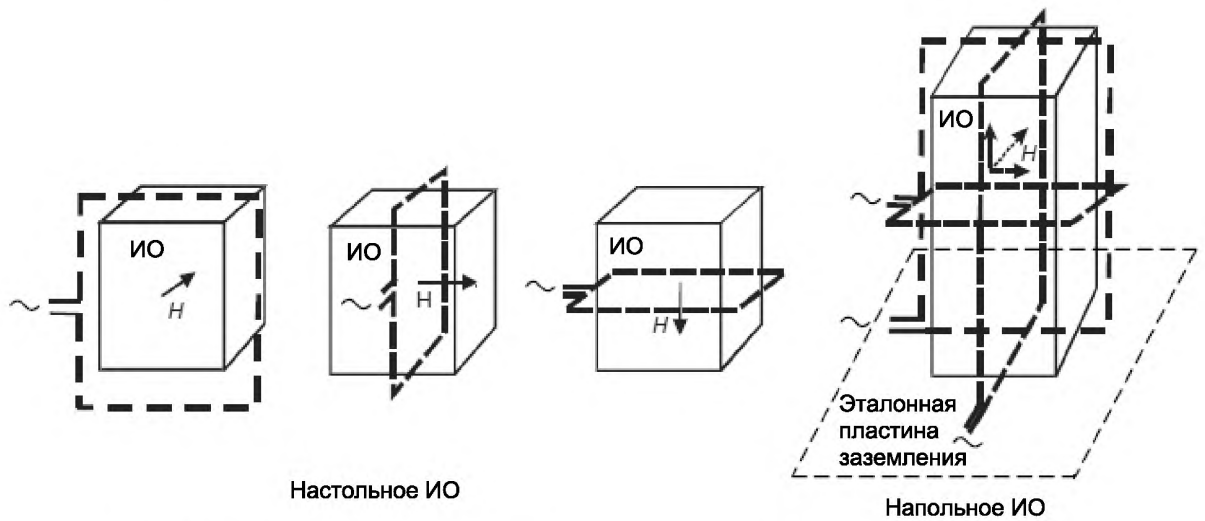 ИО
H
~
ИО
H
~
ИО
H
~
Настольное ИО
ИО
H
~
~
~
Эталонная
пластина
заземления
Напольное ИО